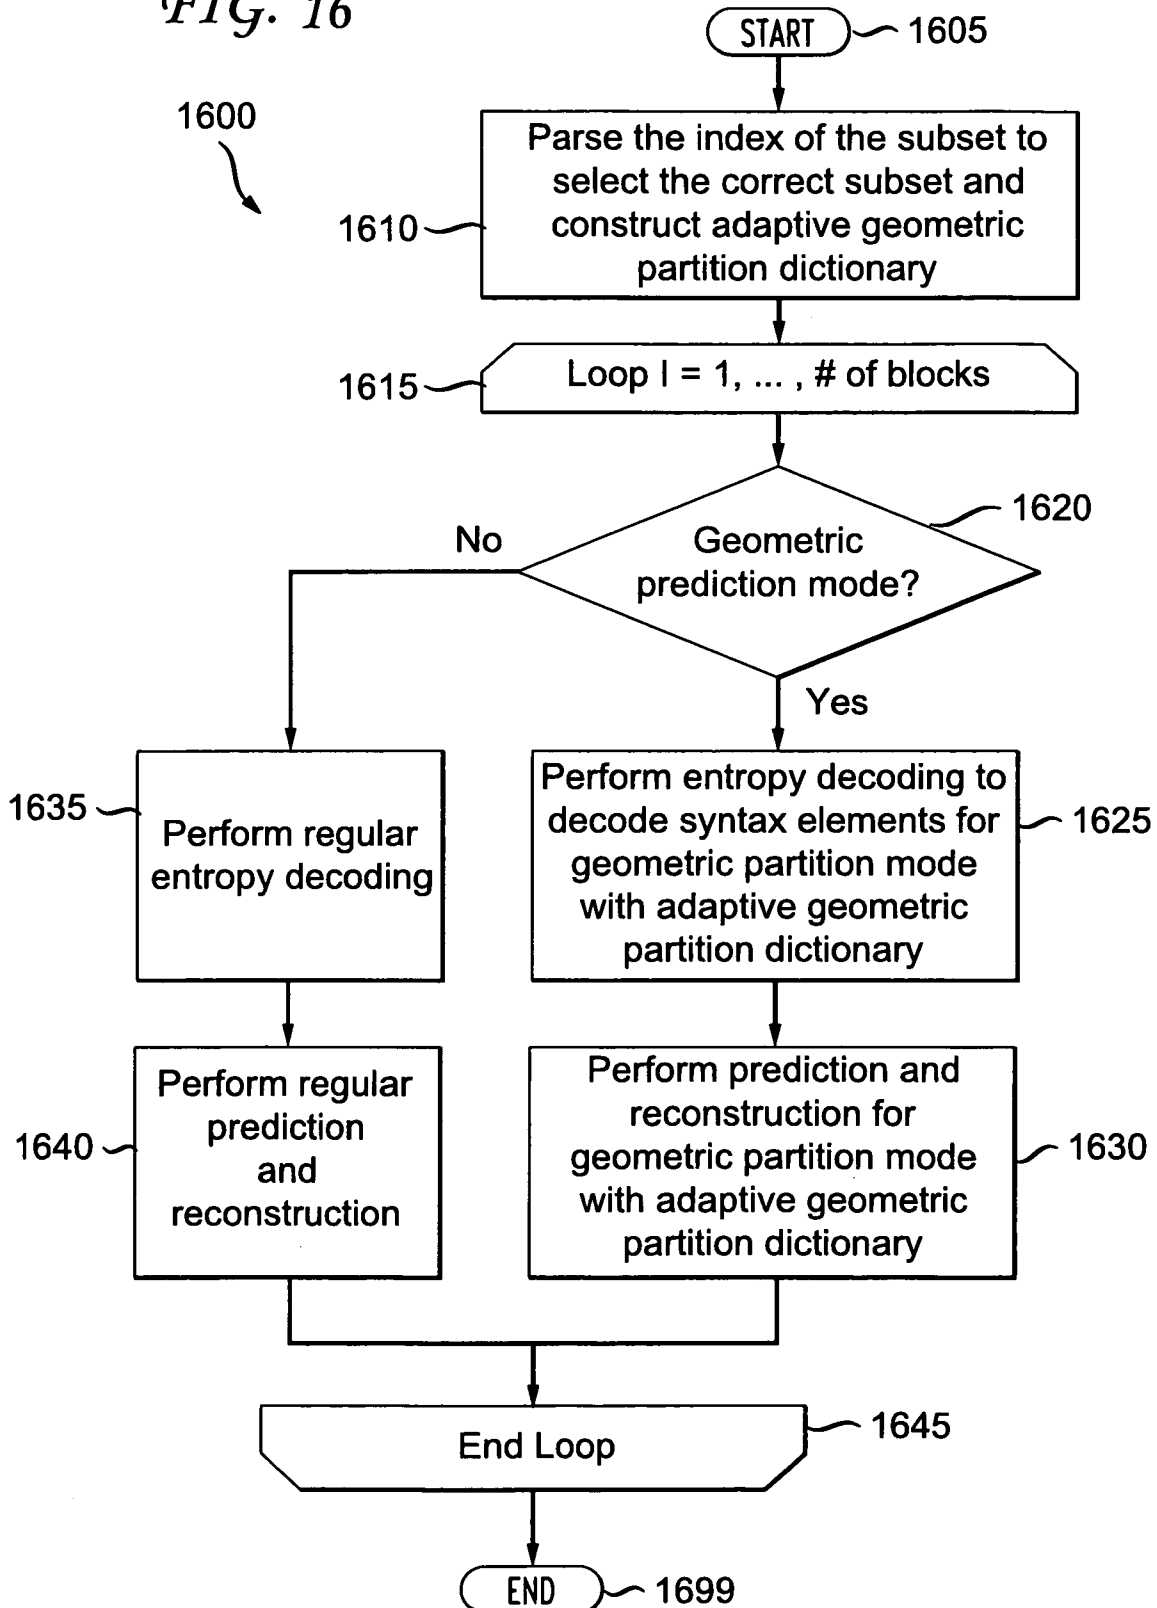 FIG. 16
START
1605
1600
Parse the index of the subset to
select the correct subset and
construct adaptive geometric
partition dictionary
1610
Loop I = 1, ... , # of blocks
1615
1620
Geometric
prediction mode?
No
Yes
1635
Perform regular
entropy decoding
Perform entropy decoding to
decode syntax elements for
geometric partition mode
with adaptive geometric
partition dictionary
1625
1640
Perform regular
prediction
and
reconstruction
Perform prediction and
reconstruction for
geometric partition mode
with adaptive geometric
partition dictionary
1630
End Loop
1645
END
1699